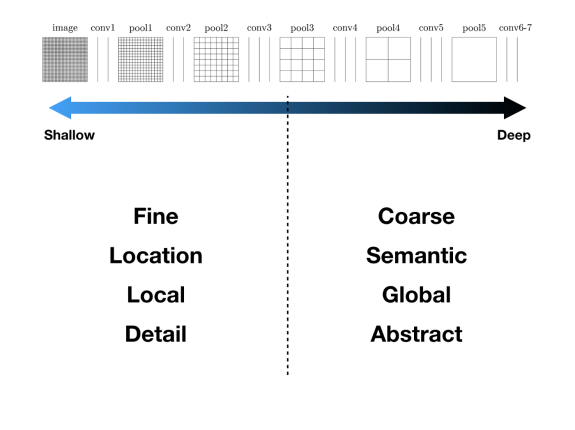 image conv1 pool1 conv2 pool2 conv3 pool3 conv4 pool4 conv5 pool5 conv6-7
Shallow Deep
Fine Coarse
Location Semantic
Local Global
Detail Abstract